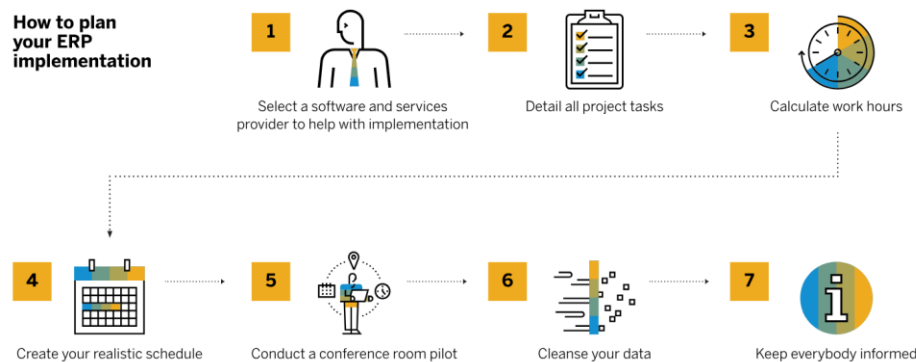 How to plan
your ERP
implementation
1
Select a software and services
provider to help with implementation
2
Detail all project tasks
3
Calculate work hours
4
Create your realistic schedule
5
Conduct a conference room pilot
6
Cleanse your data
7
Keep everybody informed